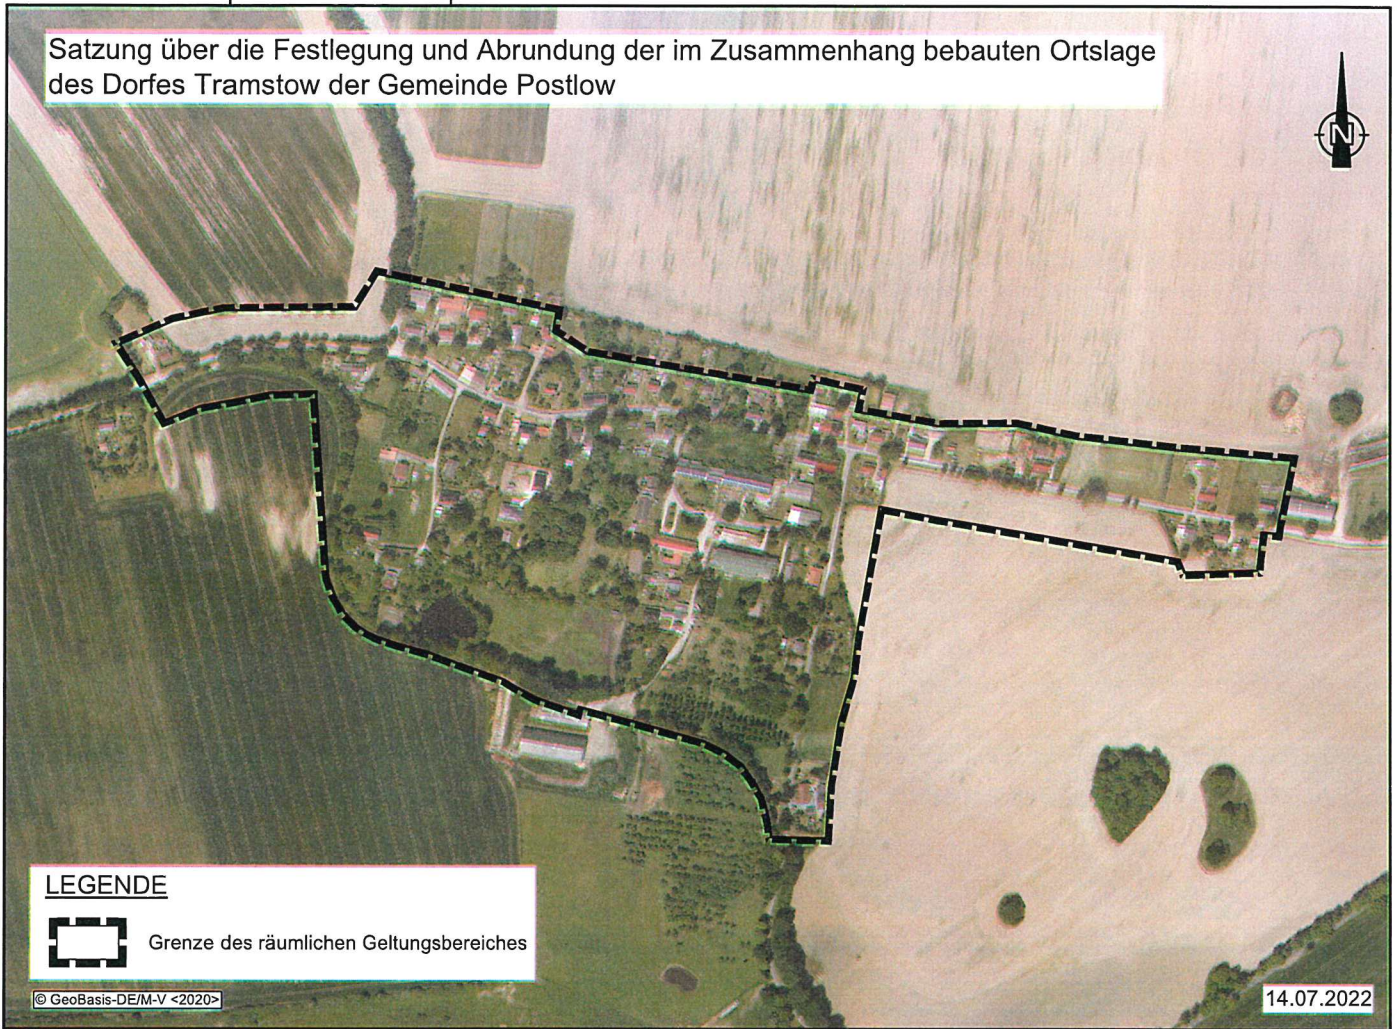 Satzung über die Festlegung und Abrundung der im Zusammenhang bebauten Ortslage
des Dorfes Tramstow der Gemeinde Postlow
N
LEGENDE
Grenze des räumlichen Geltungsbereiches
© GeoBasis-DE/M-V <2020>
14.07.2022